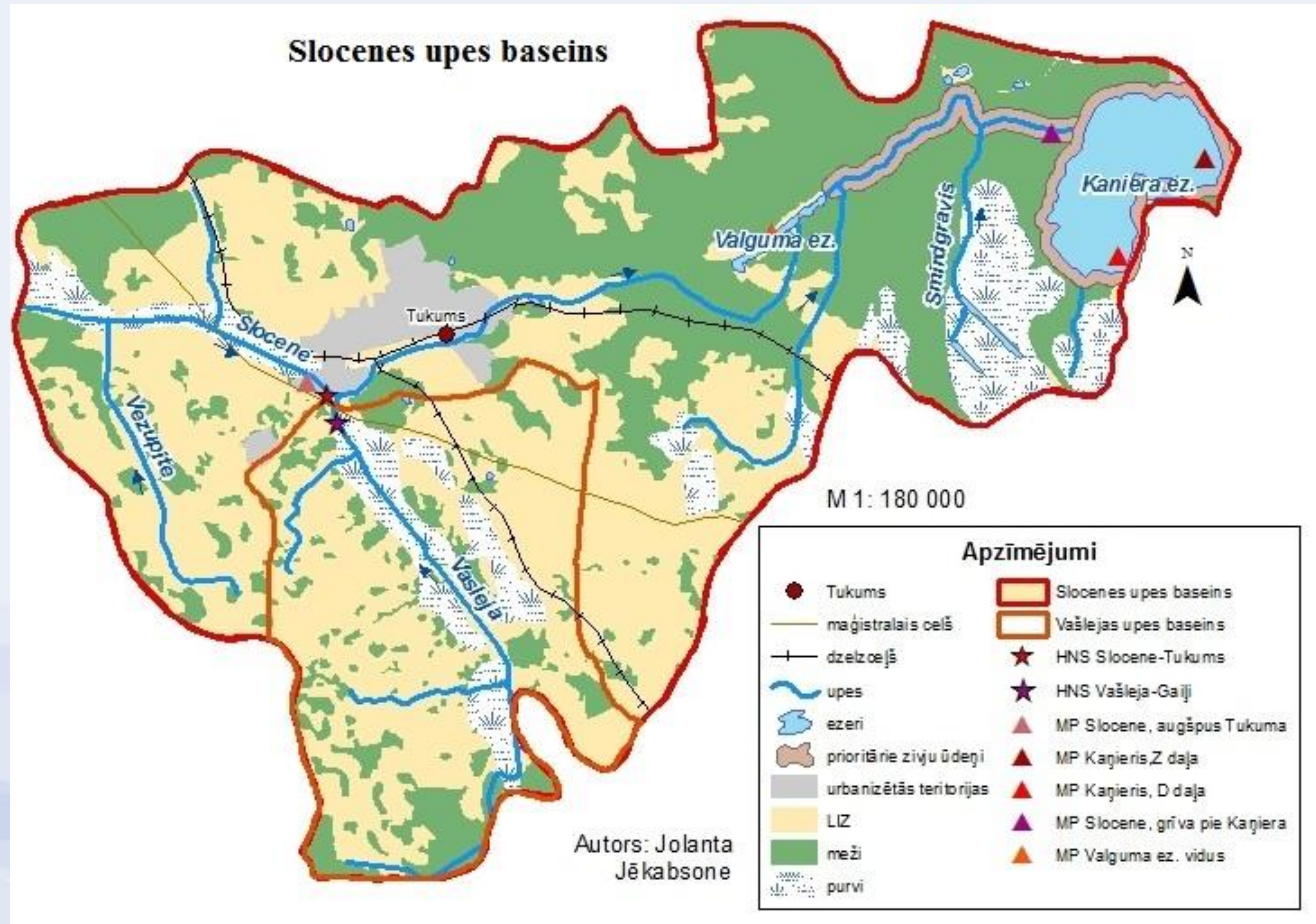 Slocenes upes baseins
Kaniera ez.
Valguma ez.
Smirdgrāvis
N
Tukums
Slocene
Vezupīte
Vašleja
M 1: 180 000
Apzīmējumi
Tukums
maģistralais ceļš
dzelzceļš
upes
ezeri
prioritārie zivju ūdeņi
urbanizētās teritorijas
LIZ
meži
purvi
Slocenes upes baseins
Vašlejas upes baseins
HNS Slocene-Tukums
HNS Vašleja-Gaiļi
MP Slocene, augšpus Tukuma
MP Kaņieris,Z daļa
MP Kaņieris, D daļa
MP Slocene, grīva pie Kaņiera
MP Valguma ez. vidus
Autors: Jolanta
Jēkabsone